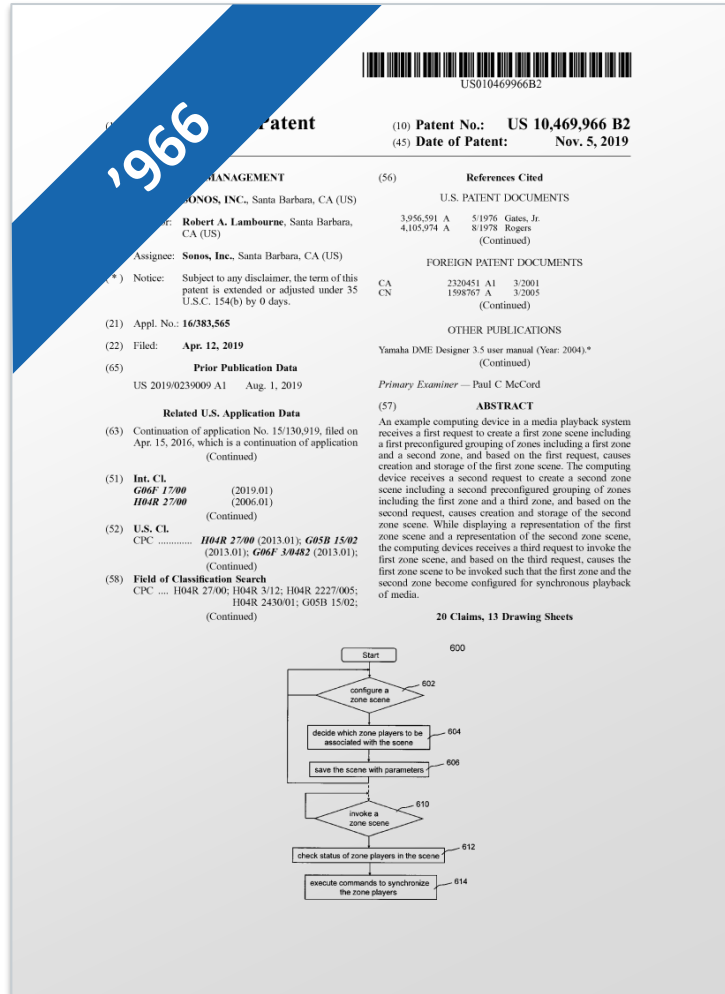 '966
US010469966B2
Patent
(10) Patent No.: US 10,469,966 B2
(45) Date of Patent: Nov. 5, 2019
MANAGEMENT
SONOS, INC., Santa Barbara, CA (US)
Robert A. Lambourne, Santa Barbara,
CA (US)
Assignee: Sonos, Inc., Santa Barbara, CA (US)
(*) Notice: Subject to any disclaimer, the term of this
patent is extended or adjusted under 35
U.S.C. 154(b) by 0 days.
(21) Appl. No.: 16/383,565
(22) Filed: Apr. 12, 2019
(65) Prior Publication Data
US 2019/0239009 A1 Aug. 1, 2019
Related U.S. Application Data
(63) Continuation of application No. 15/130,919, filed on
Apr. 15, 2016, which is a continuation of application
(Continued)
(51) Int. Cl.
G06F 17/00 (2019.01)
H04R 27/00 (2006.01)
(Continued)
(52) U.S. Cl.
CPC ............. H04R 27/00 (2013.01); G05B 15/02
(2013.01); G06F 3/0482 (2013.01);
(Continued)
(58) Field of Classification Search
CPC .... H04R 27/00; H04R 3/12; H04R 2227/005;
H04R 2430/01; G05B 15/02;
(Continued)
(56) References Cited
U.S. PATENT DOCUMENTS
3,956,591 A 5/1976 Gates, Jr.
4,105,974 A 8/1978 Rogers
(Continued)
FOREIGN PATENT DOCUMENTS
CA 2320451 A1 3/2001
CN 1598767 A 3/2005
(Continued)
OTHER PUBLICATIONS
Yamaha DME Designer 3.5 user manual (Year: 2004).*
(Continued)
Primary Examiner — Paul C McCord
(57) ABSTRACT
An example computing device in a media playback system
receives a first request to create a first zone scene including
a first preconfigured grouping of zones including a first zone
and a second zone, and based on the first request, causes
creation and storage of the first zone scene. The computing
device receives a second request to create a second zone
scene including a second preconfigured grouping of zones
including the first zone and a third zone, and based on the
second request, causes creation and storage of the second
zone scene. While displaying a representation of the first
zone scene and a representation of the second zone scene,
the computing devices receives a third request to invoke the
first zone scene, and based on the third request, causes the
first zone scene to be invoked such that the first zone and the
second zone become configured for synchronous playback
of media.
20 Claims, 13 Drawing Sheets
600
Start
602
configure a
zone scene
decide which zone players to be
associated with the scene
604
606
save the scene with parameters
610
invoke a
zone scene
612
check status of zone players in the scene
execute commands to synchronize
the zone players
614